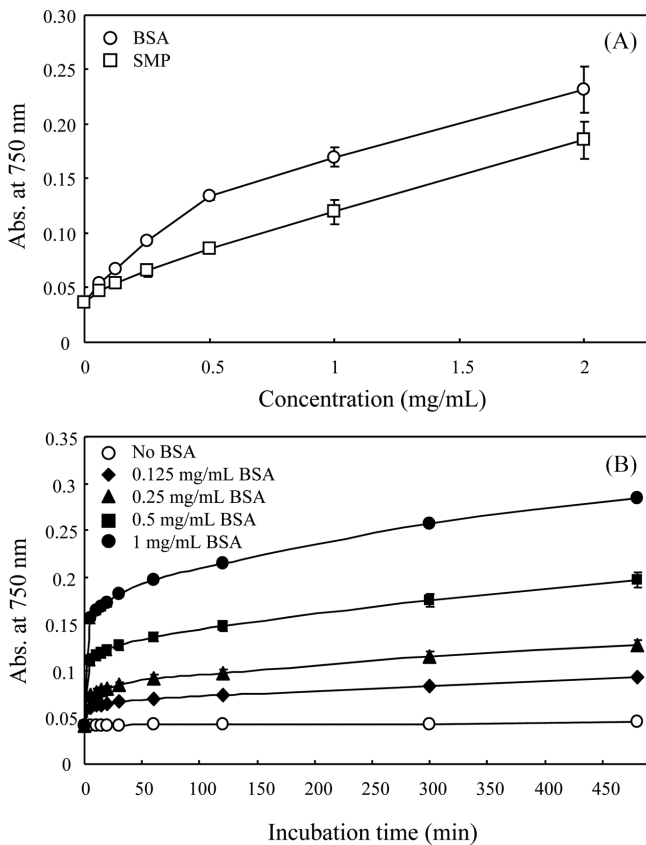 (A)
BSA
SMP
Abs. at 750 nm
0.30
0.25
0.20
0.15
0.10
0.05
0
0 0.5 1 1.5 2
Concentration (mg/mL)
(B)
No BSA
0.125 mg/mL BSA
0.25 mg/mL BSA
0.5 mg/mL BSA
1 mg/mL BSA
Abs. at 750 nm
0.35
0.3
0.25
0.2
0.15
0.1
0.05
0
0 50 100 150 200 250 300 350 400 450
Incubation time (min)